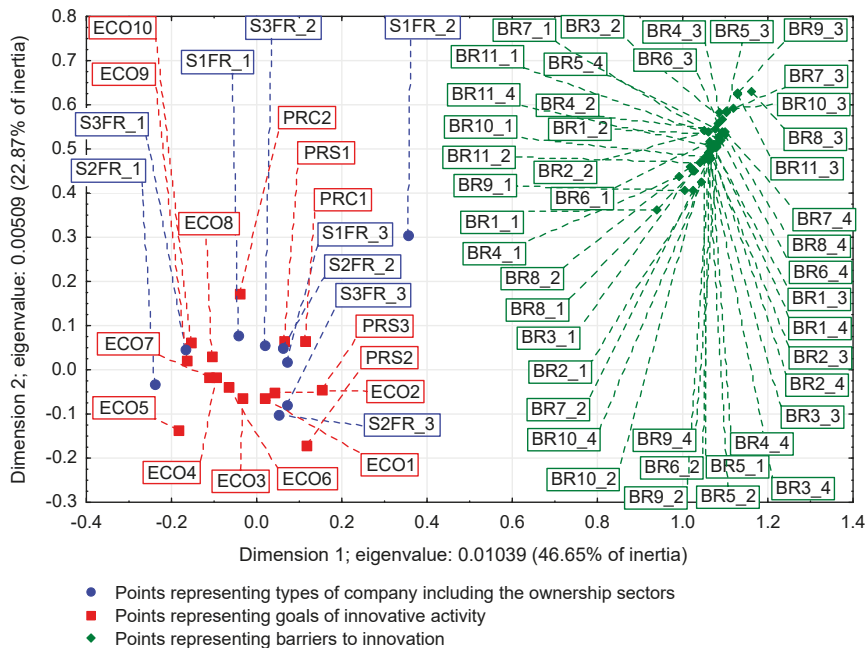 0.8
0.7
0.6
0.5
0.4
0.3
0.2
0.1
0.0
-0.1
-0.2
-0.3
Dimension 2; eigenvalue: 0.00509 (22.87% of inertia)
ECO10
S3FR_2
S1FR_2
ECO9
S1FR_1
S3FR_1
PRC2
S2FR_1
PRS1
PRC1
ECO8
S1FR_3
S2FR_2
S3FR_3
ECO7
PRS3
PRS2
ECO5
ECO2
S2FR_3
ECO4
ECO3
ECO6
ECO1
BR7_1
BR3_2
BR4_3
BR5_3
BR9_3
BR11_1
BR5_4
BR6_3
BR7_3
BR11_4
BR4_2
BR10_3
BR10_1
BR1_2
BR8_3
BR11_2
BR2_2
BR11_3
BR9_1
BR6_1
BR1_1
BR7_4
BR4_1
BR8_4
BR8_2
BR6_4
BR8_1
BR1_3
BR3_1
BR1_4
BR2_1
BR2_3
BR2_4
BR7_2
BR3_3
BR10_4
BR9_4
BR4_4
BR10_2
BR6_2
BR5_1
BR3_4
BR9_2
BR5_2
-0.4
-0.2
0.0
0.2
0.4
0.6
0.8
1.0
1.2
1.4
Dimension 1; eigenvalue: 0.01039 (46.65% of inertia)
Points representing types of company including the ownership sectors
Points representing goals of innovative activity
Points representing barriers to innovation